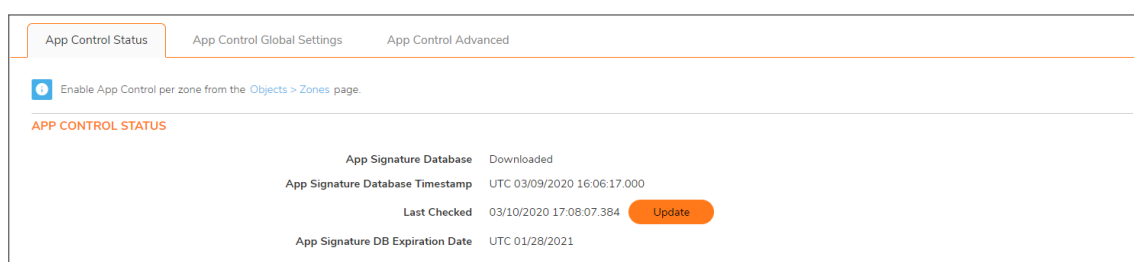 App Control Status App Control Global Settings App Control Advanced
Enable App Control per zone from the Objects > Zones page.
APP CONTROL STATUS
App Signature Database Downloaded
App Signature Database Timestamp UTC 03/09/2020 16:06:17.000
Last Checked 03/10/2020 17:08:07.384 Update
App Signature DB Expiration Date UTC 01/28/2021